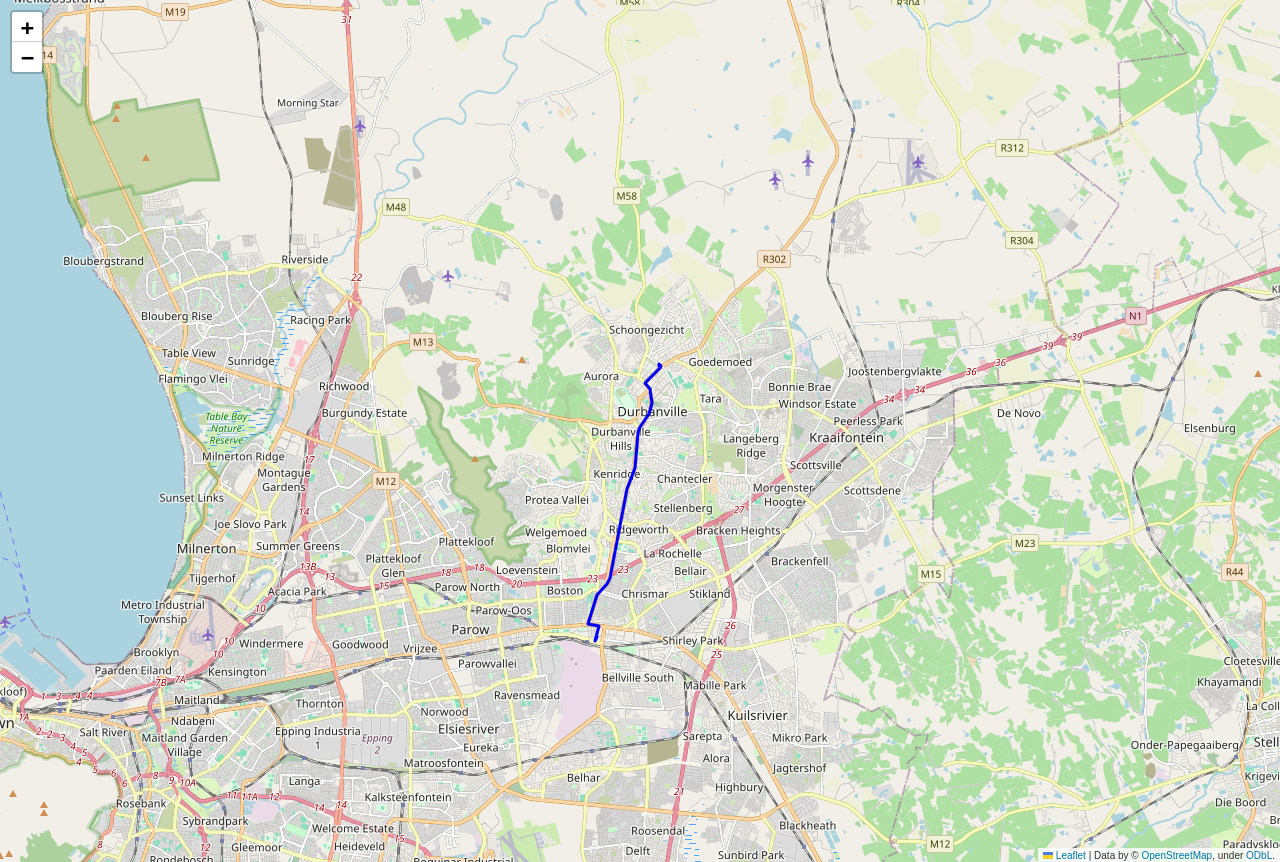 Melkbosstrand
M19
31
M58
R304
+
−
14
Morning Star
R312
M48
M58
R304
Bloubergstrand
Riverside
R302
22
Blouberg Rise
Racing Park
N1
Schoongezicht
M13
39
39
Table View
Sunridge
Goedemoed
36
36
Joostenbergvlakte
Flamingo Vlei
Richwood
Aurora
Bonnie Brae
34
34
Tara
Windsor Estate
Table Bay
Nature
Reserve
Burgundy Estate
Durbanville
Peerless Park
De Novo
Elsenburg
Durbanville
Hills
Langeberg
Ridge
Kraaifontein
Milnerton Ridge
17
Montague
Gardens
M12
Kenridge
Chantecler
Scottsville
Morgenster
Hoogte
Scottsdene
Sunset Links
Protea Vallei
Stellenberg
27
14
Joe Slovo Park
Welgemoed
Ridgeworth
Bracken Heights
Milnerton
Summer Greens
Plattekloof
Blomvlei
La Rochelle
M23
Plattekloof
Glen
Brackenfell
Tijgerhof
13B
18
18
Loevenstein
23
23
Bellair
M15
R44
15
Acacia Park
Parow North
Boston
Chrismar
Stikland
Metro Industrial
Township
10
Parow-Oos
Parow
26
10
Windermere
Goodwood
Vrijzee
Shirley Park
25
Brooklyn
Paarden Eiland
Kensington
Parowvallei
Cloetesville
7B
7A
Bellville South
Mabille Park
Khayamandi
1
3
4
4
Maitland
Thornton
Ravensmead
Norwood
Kuilsrivier
La Coll
1A
Ndabeni
Salt River
Maitland Garden
Village
Epping Industria
1
Epping
2
Elsiesriver
Eureka
Sarepta
Mikro Park
Onder-Papegaaiberg
Stell
Matroosfontein
Alora
Jagtershof
Krigevi
Langa
Belhar
Highbury
Die Boord
Rosebank
Kalksteenfontein
21
Sybrandpark
Welcome Estate
Roosendal
Blackheath
Gleemoor
Heideveld
Delft
M12
Sunbird Park
Leaflet | Data by © OpenStreetMap, under ODbL.